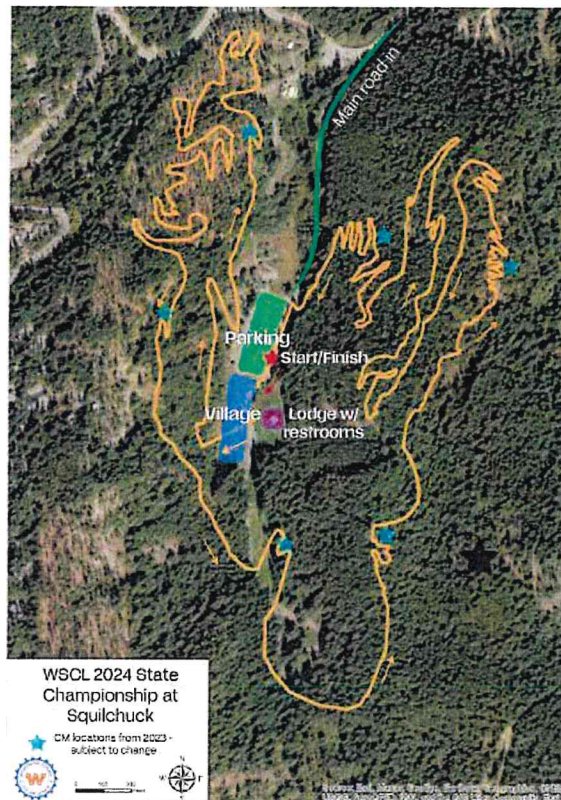 Main road in
Parking
Start/Finish
Village
Lodge w/
restrooms
WSCL 2024 State
Championship at
Squilchuck
CM locations from 2023 -
subject to change
W
N
W